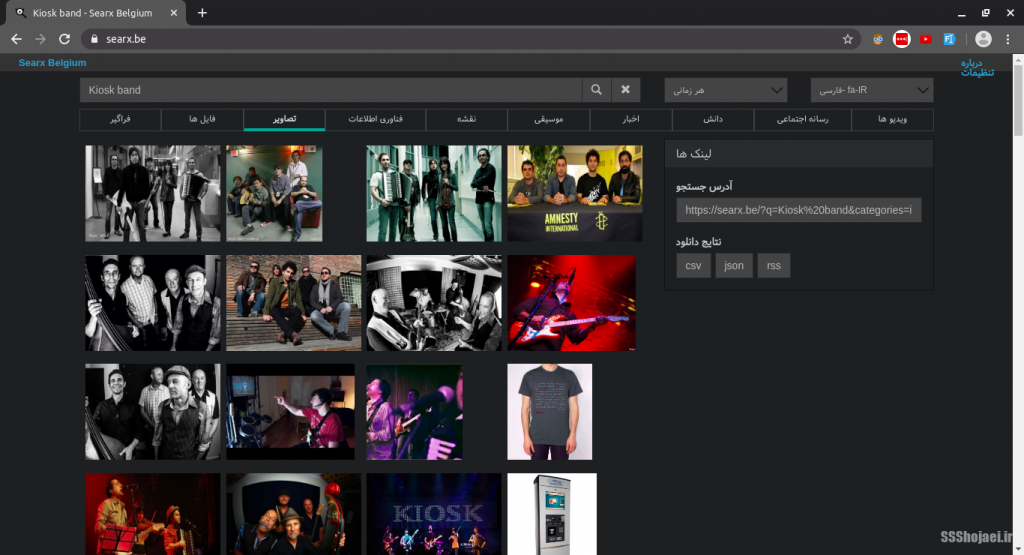 Kiosk band - Searx Belgium
searx.be
Searx Belgium
درباره
تنظیمات
Kiosk band
هر زمانی
فارسی- fa-IR
فراگیر
فایل ها
تصاویر
فناوری اطلاعات
نقشه
موسیقی
اخبار
دانش
رسانه اجتماعی
ویدیو ها
لینک ها
آدرس جستجو
https://searx.be/?q=Kiosk%20band&categories=i
نتایج دانلود
csv
json
rss
AMNESTY
INTERNATIONAL
KIOSK
SSShojaei.ir